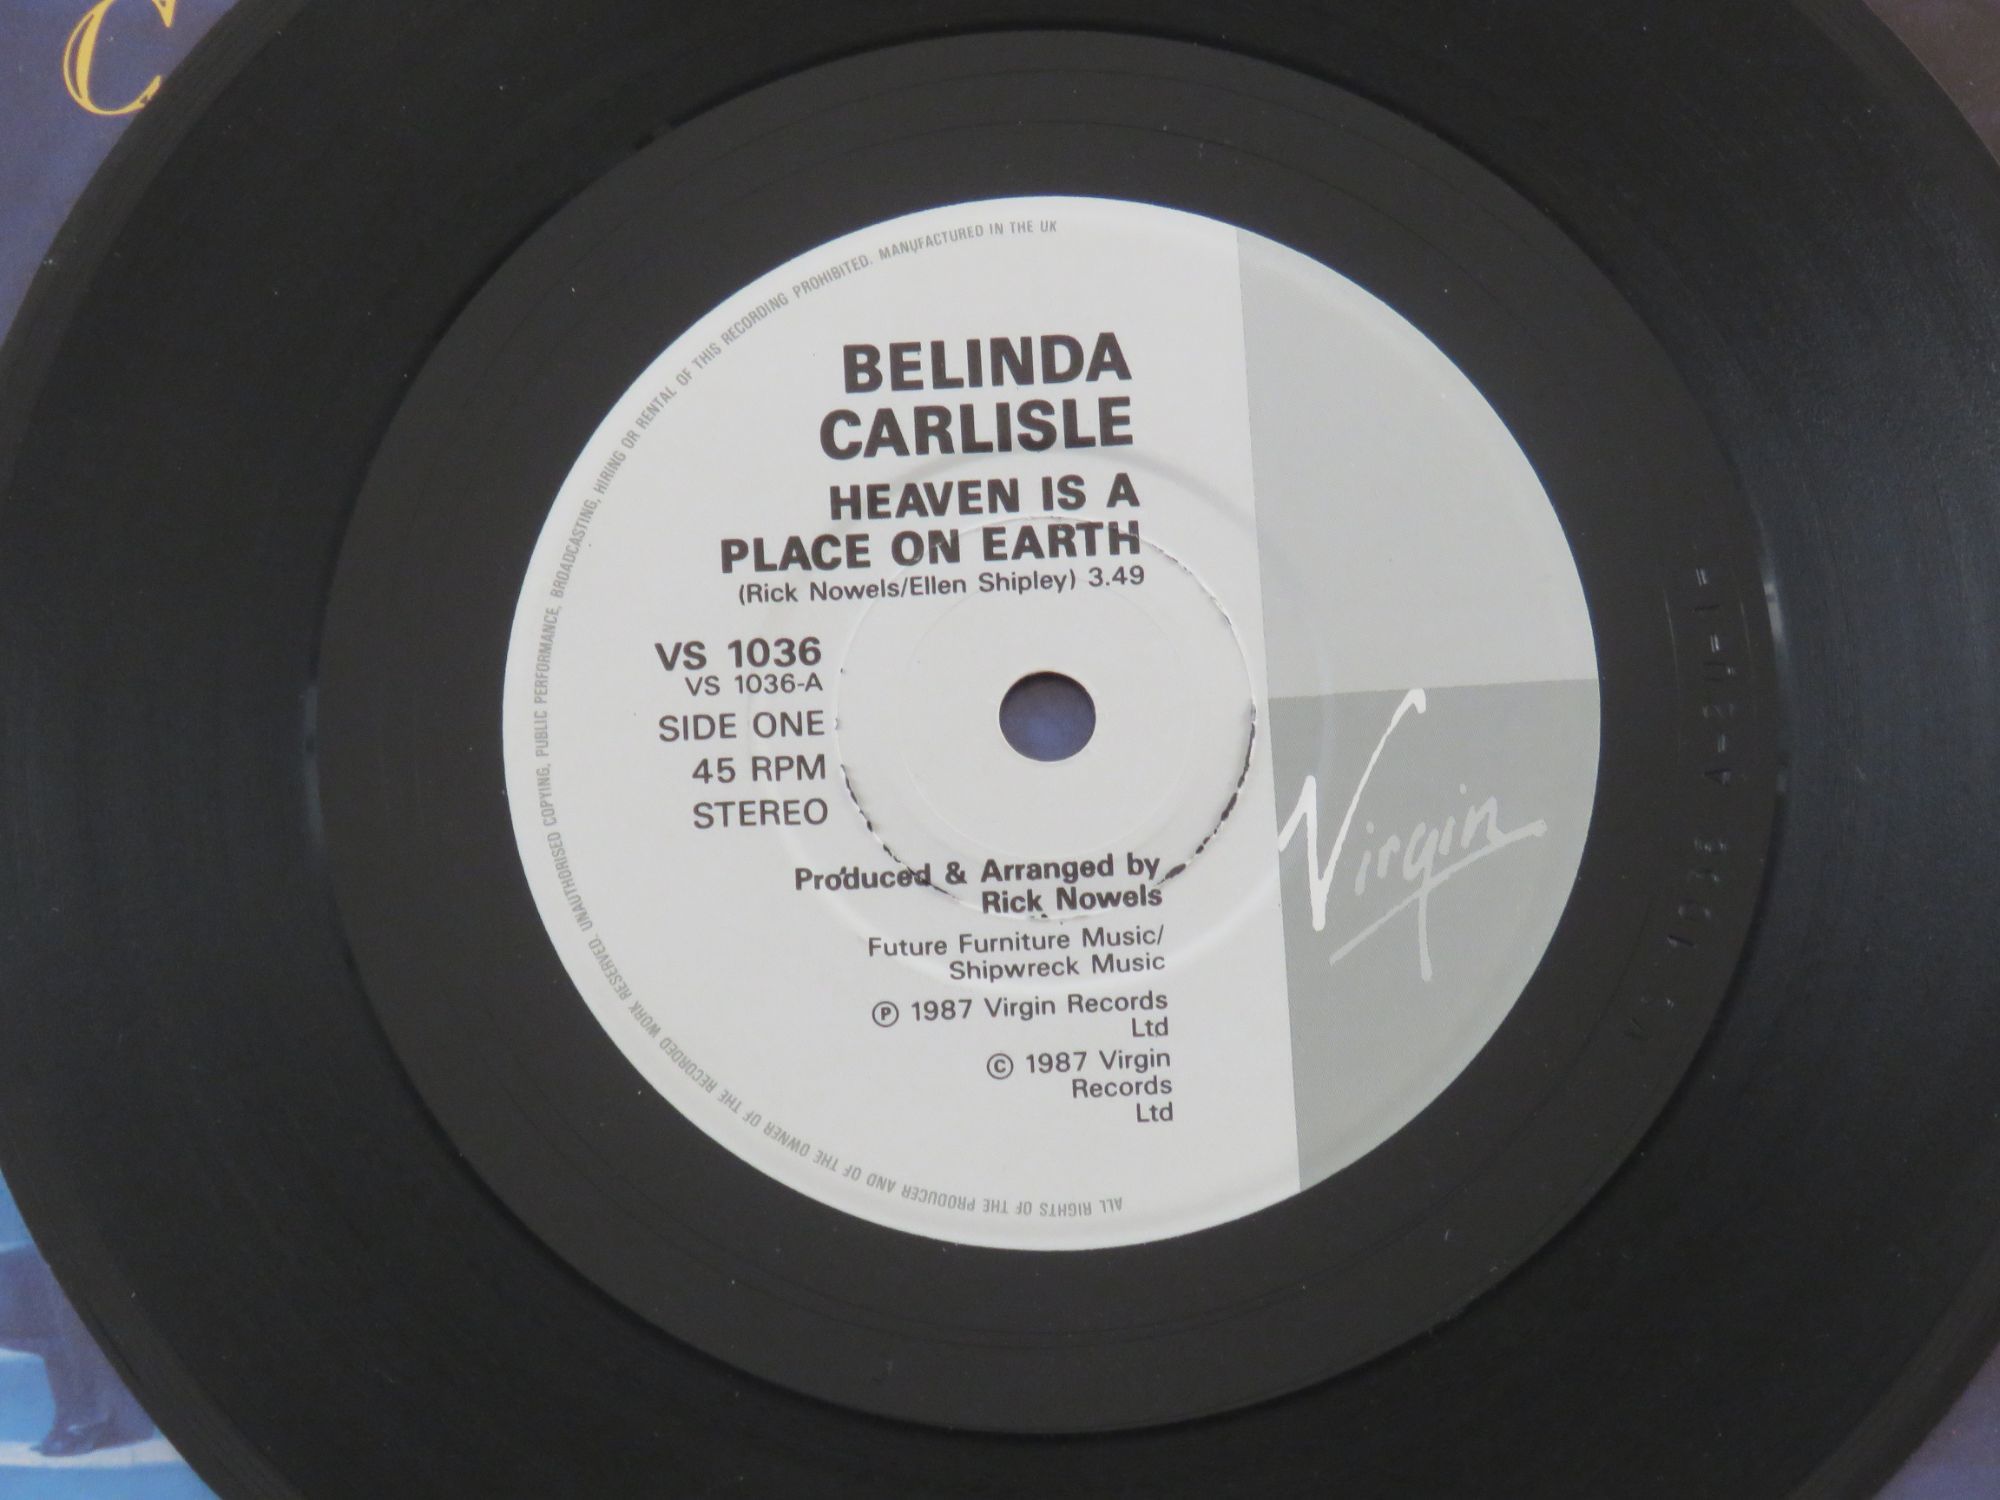 C
MANUFACTURED IN THE UK
ALL RIGHTS OF THE PRODUCER AND OF THE OWNER OF THE RECORDED WORK RESERVED. UNAUTHORISED COPYING, PUBLIC PERFORMANCE, BROADCASTING, HIRING OR RENTAL OF THIS RECORDING PROHIBITED.
BELINDA
CARLISLE
HEAVEN IS A
PLACE ON EARTH
(Rick Nowels/Ellen Shipley) 3.49
VS 1036
VS 1036-A
SIDE ONE
45 RPM
STEREO
Produced & Arranged by
Rick Nowels
Future Furniture Music/
Shipwreck Music
Ⓟ 1987 Virgin Records
Ltd
© 1987 Virgin
Records
Ltd
Virgin